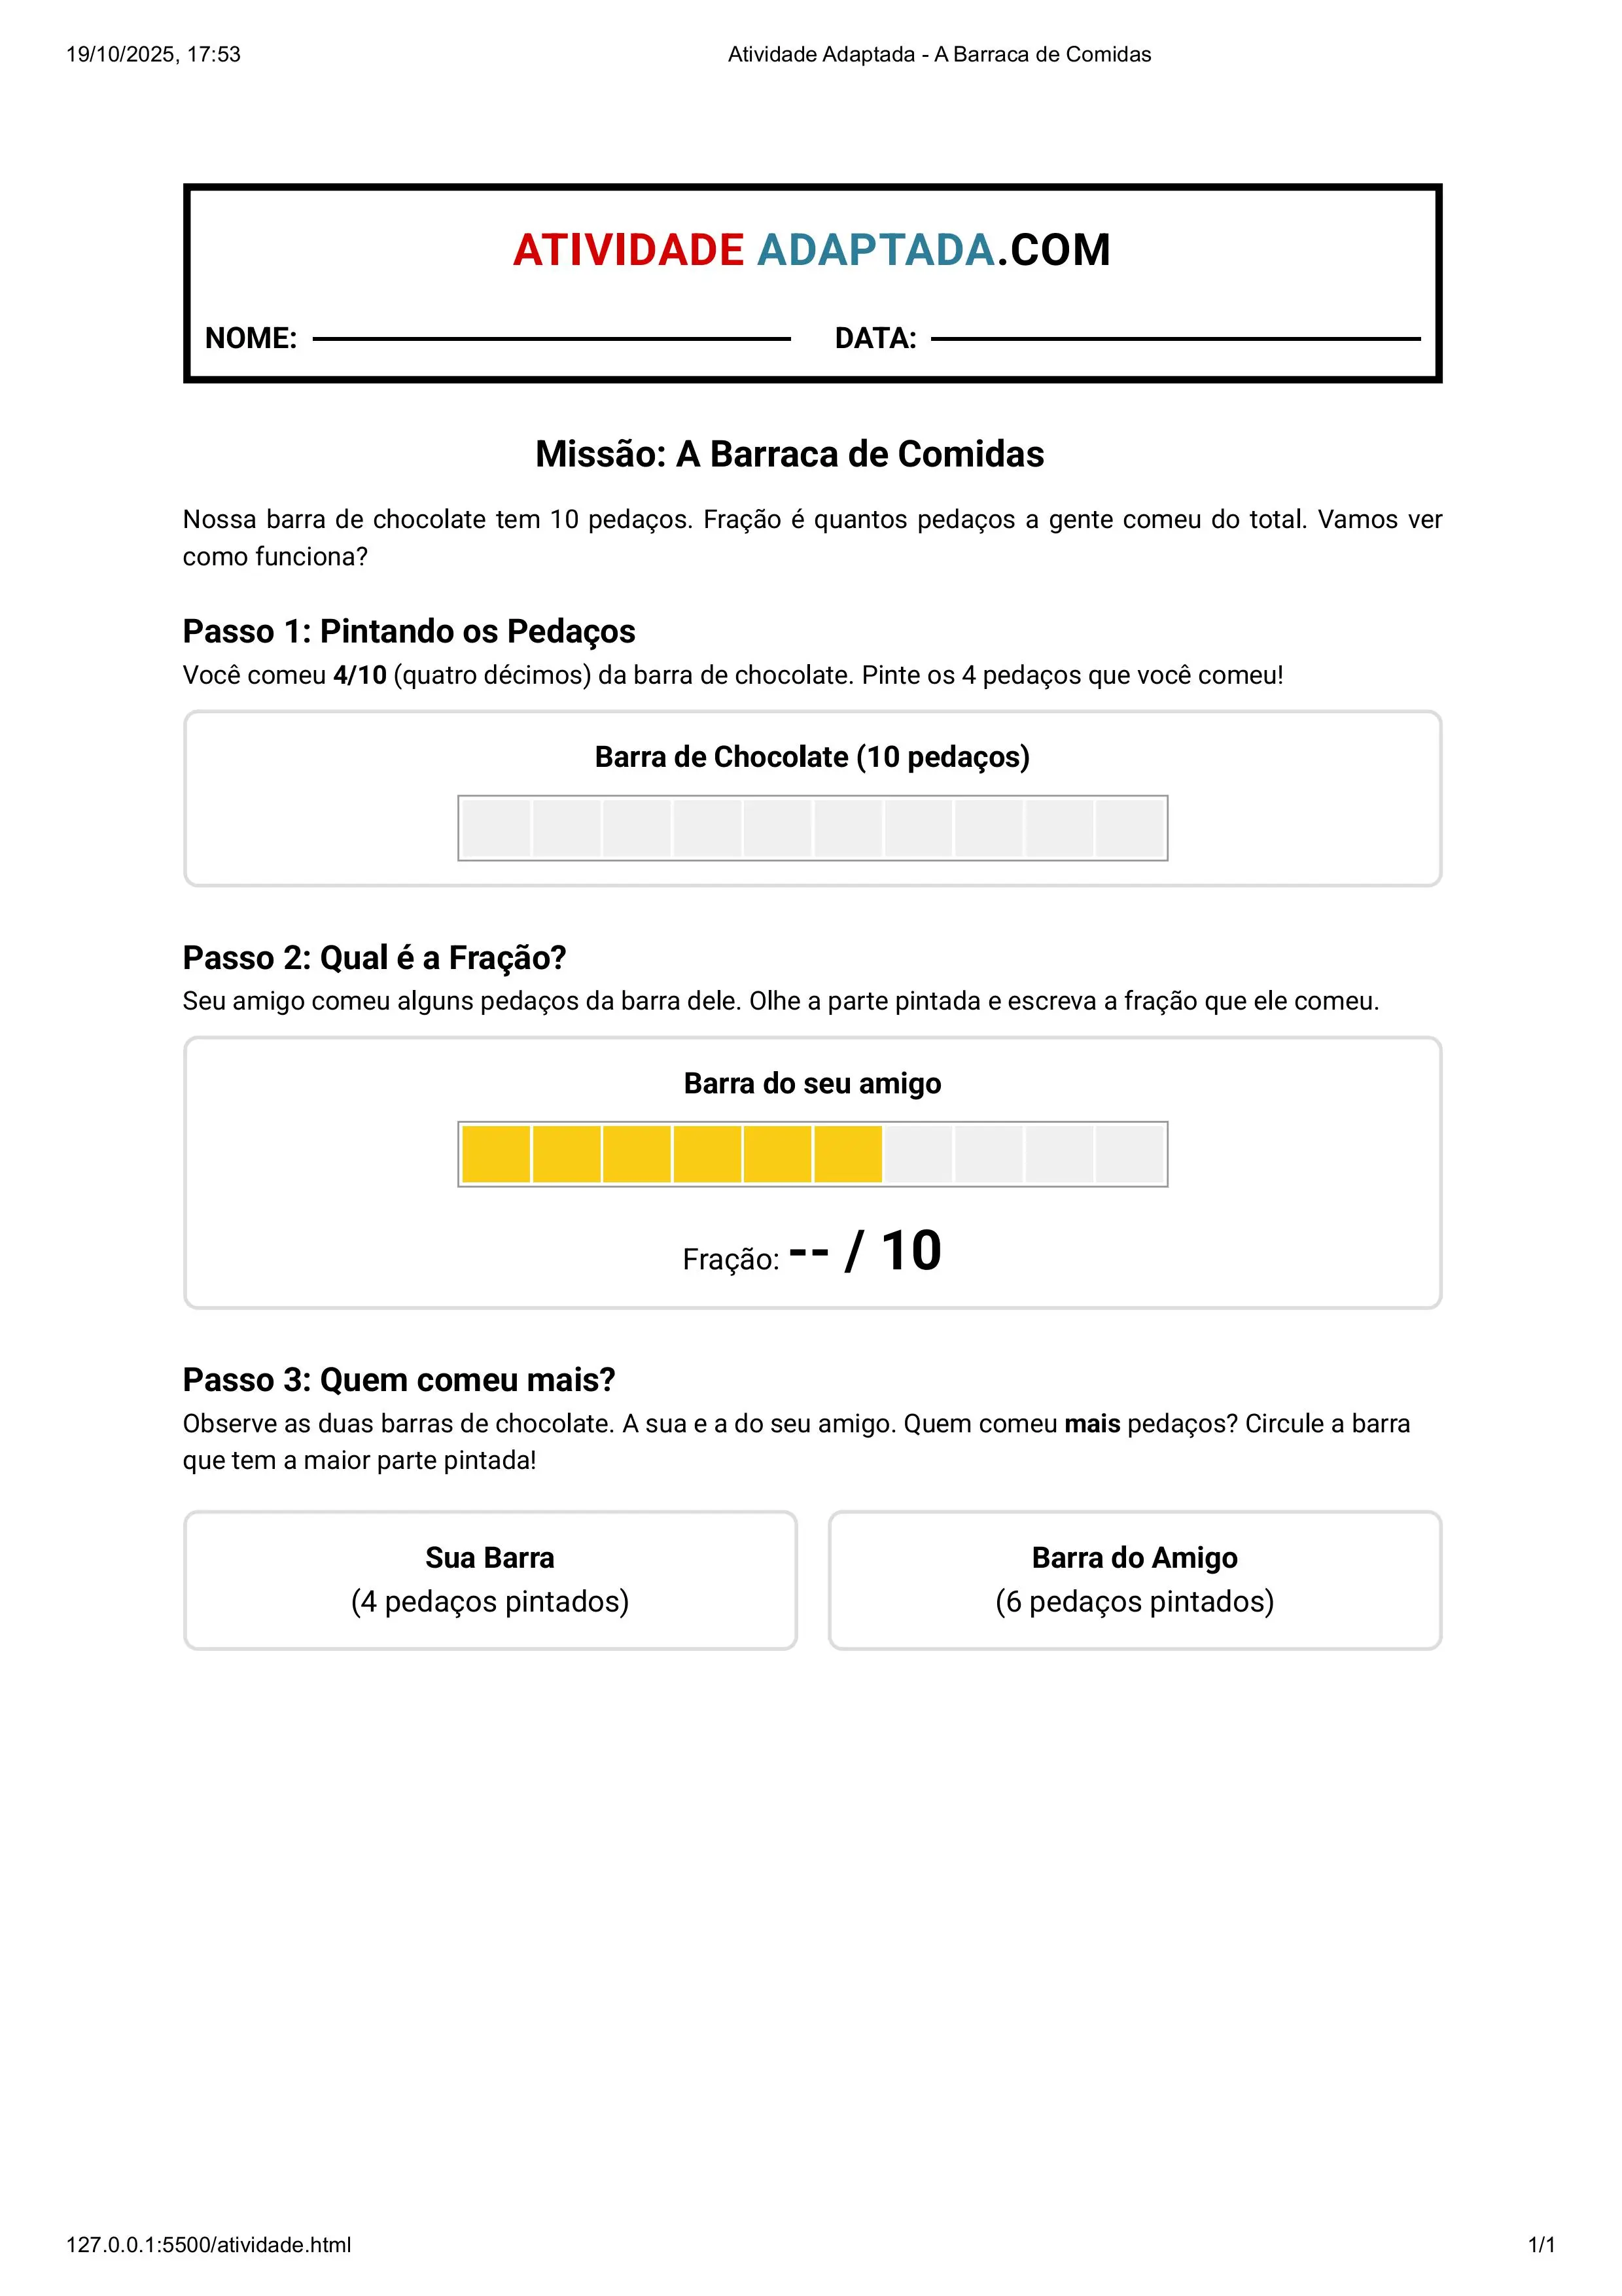 19/10/2025, 17:53 Atividade Adaptada - A Barraca de Comidas
ATIVIDADE ADAPTADA.COM
NOME: DATA:
Missão: A Barraca de Comidas
Nossa barra de chocolate tem 10 pedaços. Fração é quantos pedaços a gente comeu do total. Vamos ver
como funciona?
Passo 1: Pintando os Pedaços
Você comeu 4/10 (quatro décimos) da barra de chocolate. Pinte os 4 pedaços que você comeu!
Barra de Chocolate (10 pedaços)
Passo 2: Qual é a Fração?
Seu amigo comeu alguns pedaços da barra dele. Olhe a parte pintada e escreva a fração que ele comeu.
Barra do seu amigo
Fração: -- / 10
Passo 3: Quem comeu mais?
Observe as duas barras de chocolate. A sua e a do seu amigo. Quem comeu mais pedaços? Circule a barra
que tem a maior parte pintada!
Sua Barra
(4 pedaços pintados)
Barra do Amigo
(6 pedaços pintados)
127.0.0.1:5500/atividade.html 1/1